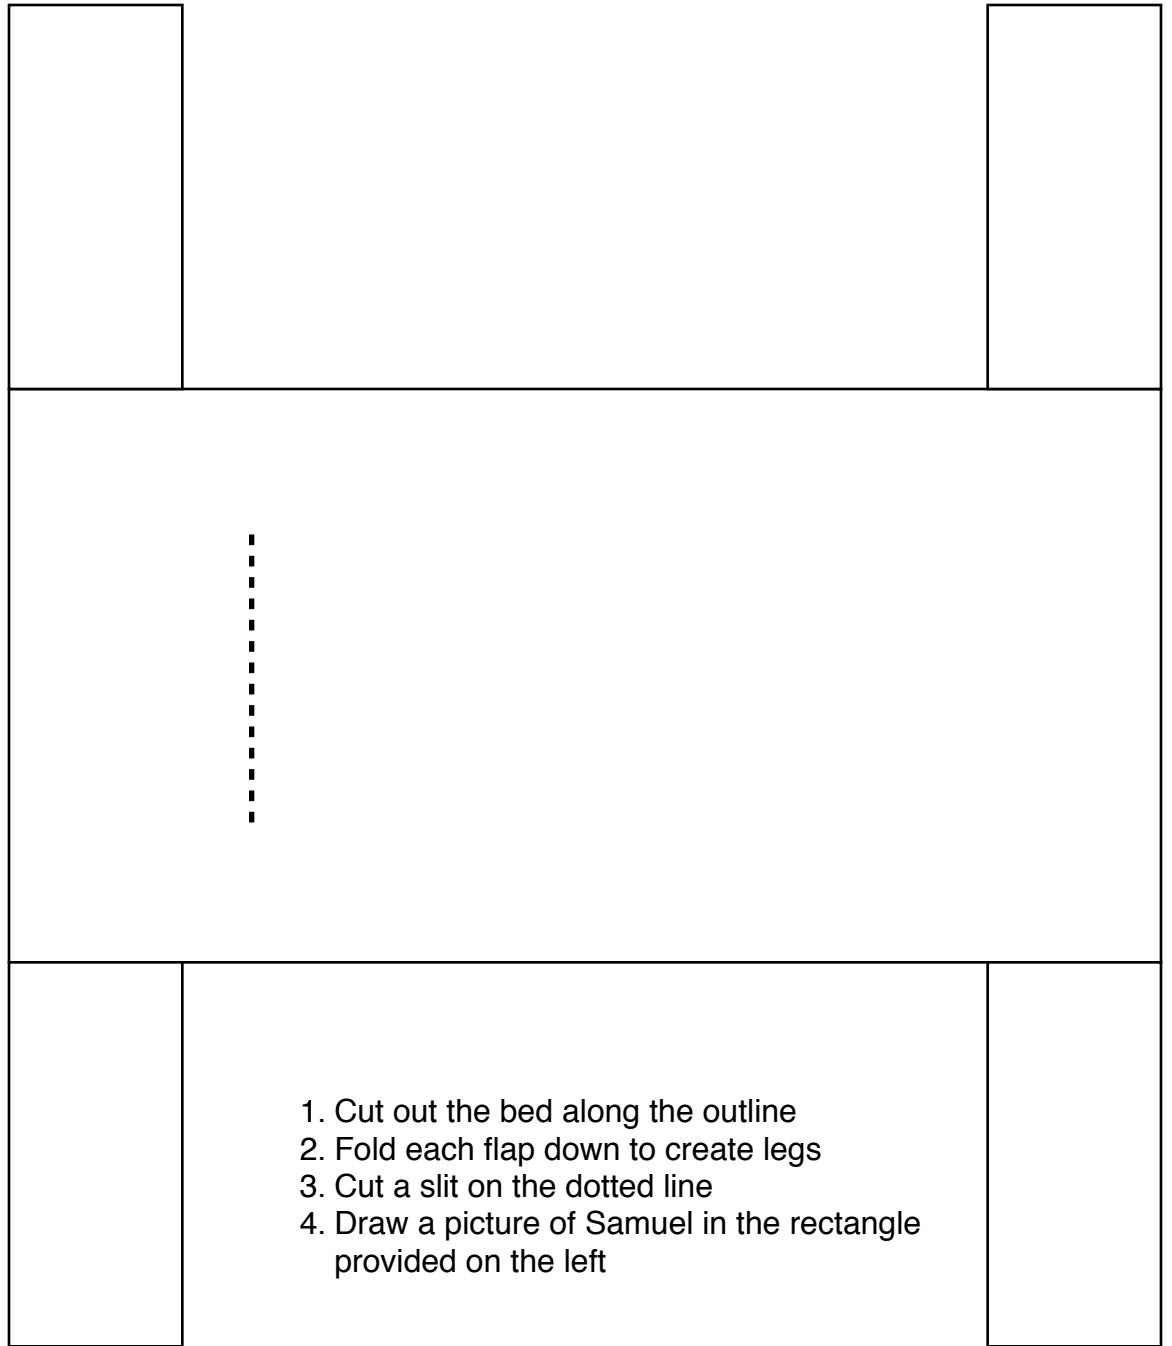 1. Cut out the bed along the outline
2. Fold each flap down to create legs
3. Cut a slit on the dotted line
4. Draw a picture of Samuel in the rectangle
provided on the left